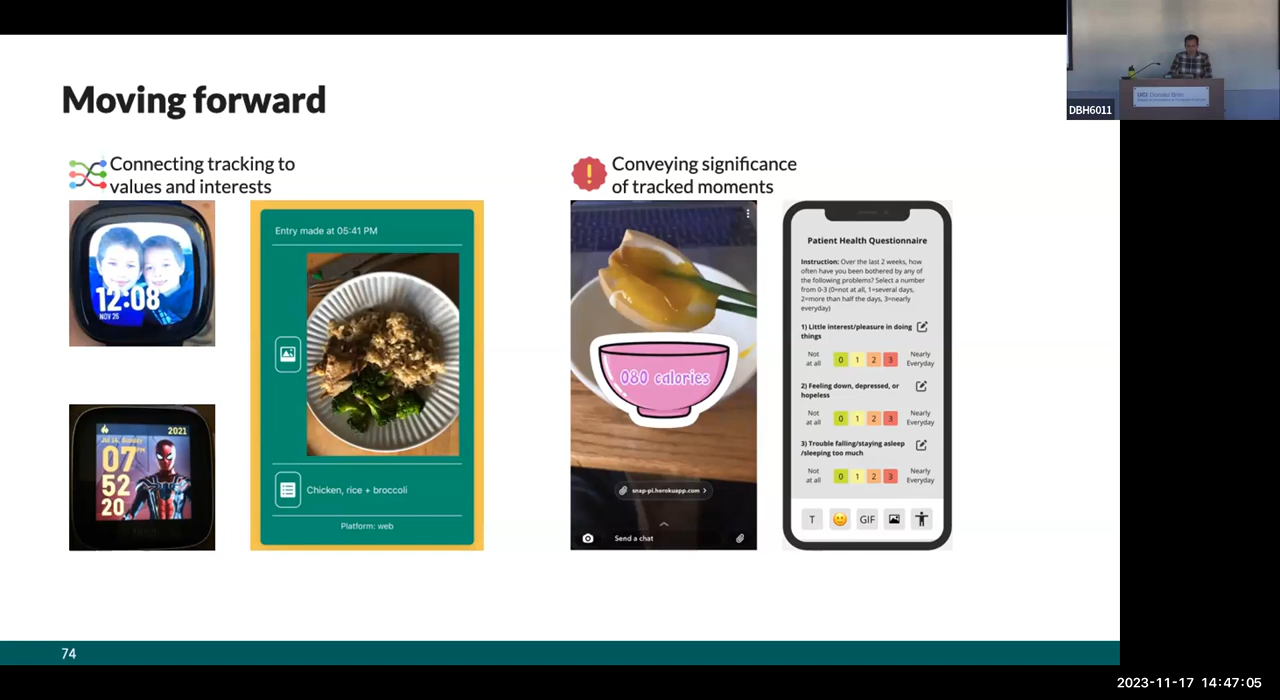 Moving forward
Connecting tracking to
values and interests
12:08
NOV 25
2021
Jul 14, Sunday
07 PM
52
20
Entry made at 05:41 PM
Chicken, rice + broccoli
Platform: web
Conveying significance
of tracked moments
080 calories
snap-pi.herokuapp.com >
Send a chat
Patient Health Questionnaire
Instruction: Over the last 2 weeks, how
often have you been bothered by any of
the following problems? Select a number
from 0-3 (0=not at all, 1=several days,
2=more than half the days, 3=nearly
everyday)
1) Little interest/pleasure in doing
things
Not
at all
0 1 2 3
Nearly
Everyday
2) Feeling down, depressed, or
hopeless
Not
at all
0 1 2 3
Nearly
Everyday
3) Trouble falling/staying asleep
/sleeping too much
Not
at all
0 1 2 3
Nearly
Everyday
T
GIF
74
UCI Donald Bren
DBH6011
2023-11-17 14:47:05